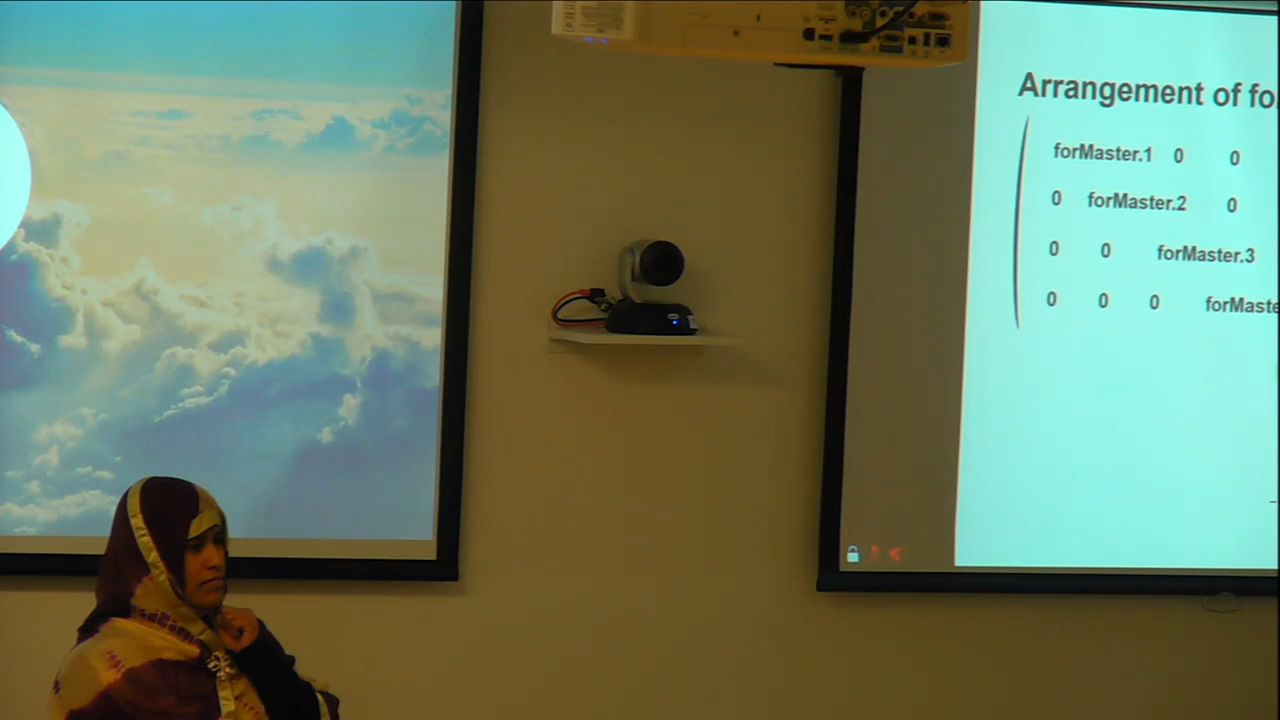 Arrangement of fo
forMaster.1 0 0
0 forMaster.2 0
0 0 forMaster.3
0 0 0 forMaste